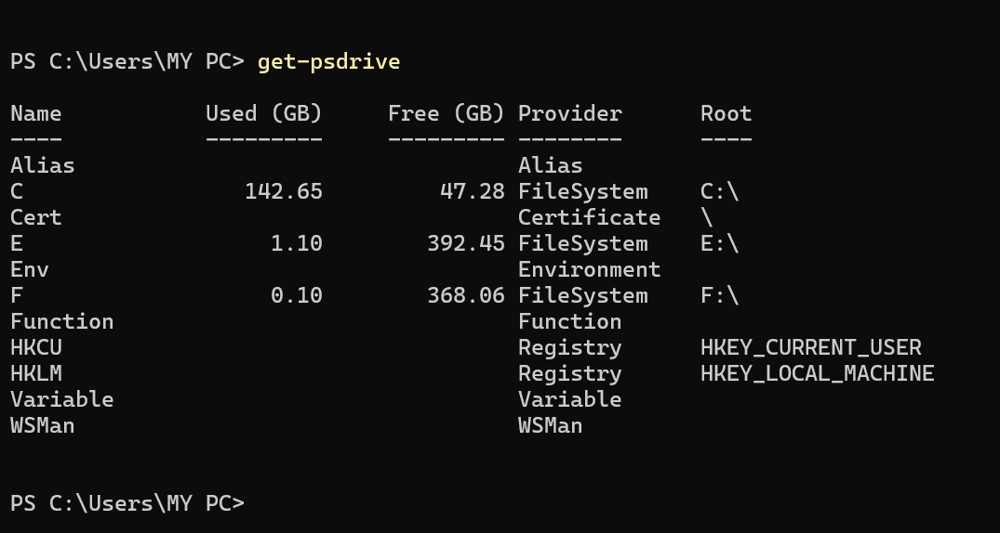 PS C:\Users\MY PC> get-psdrive
Name           Used (GB)     Free (GB) Provider      Root
----           ---------     --------- --------      ----
Alias                                  Alias
C                 142.65         47.28 FileSystem    C:\
Cert                                   Certificate   \
E                   1.10        392.45 FileSystem    E:\
Env                                    Environment
F                   0.10        368.06 FileSystem    F:\
Function                               Function
HKCU                                   Registry      HKEY_CURRENT_USER
HKLM                                   Registry      HKEY_LOCAL_MACHINE
Variable                               Variable
WSMan                                  WSMan
PS C:\Users\MY PC>